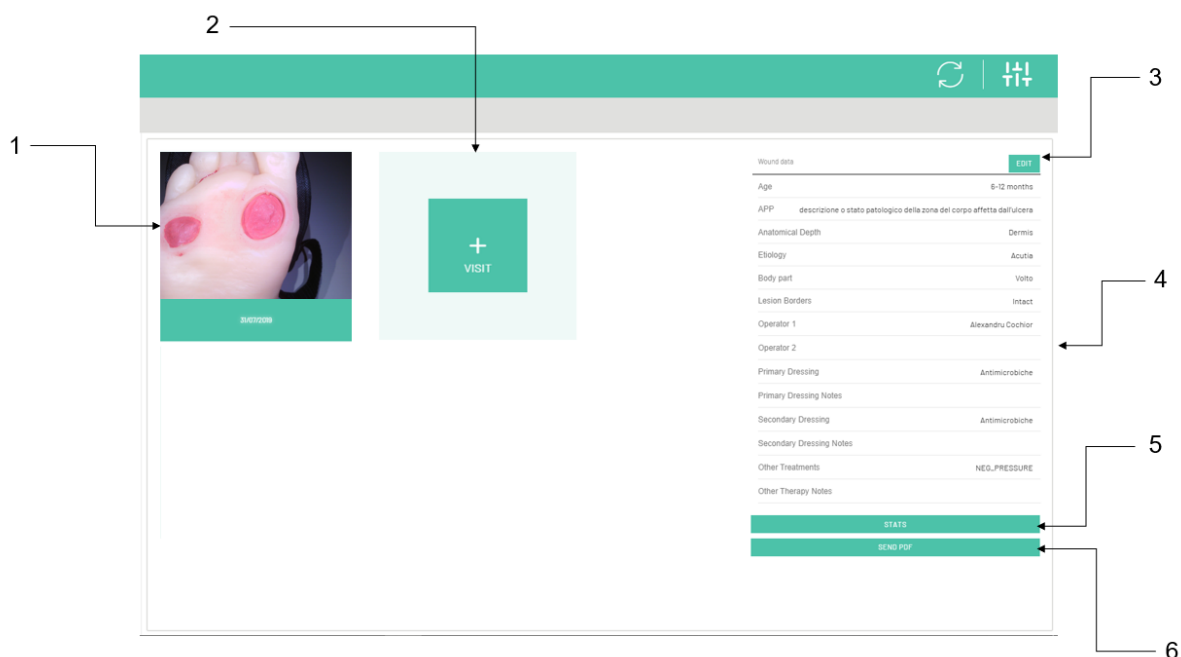 2
3
1
Wound data EDIT
Age 6-12 months
APP descrizione o stato patologico della zona del corpo affetta dall'ulcera
Anatomical Depth Dermis
Etiology Acutia
+
VISIT
Body part Volto
4
Lesion Borders Intact
31/07/2019
Operator 1 Alexandru Cochior
Operator 2
Primary Dressing Antimicrobiche
Primary Dressing Notes
Secondary Dressing Antimicrobiche
Secondary Dressing Notes
5
Other Treatments NEG_PRESSURE
Other Therapy Notes
STATS
SEND PDF
6